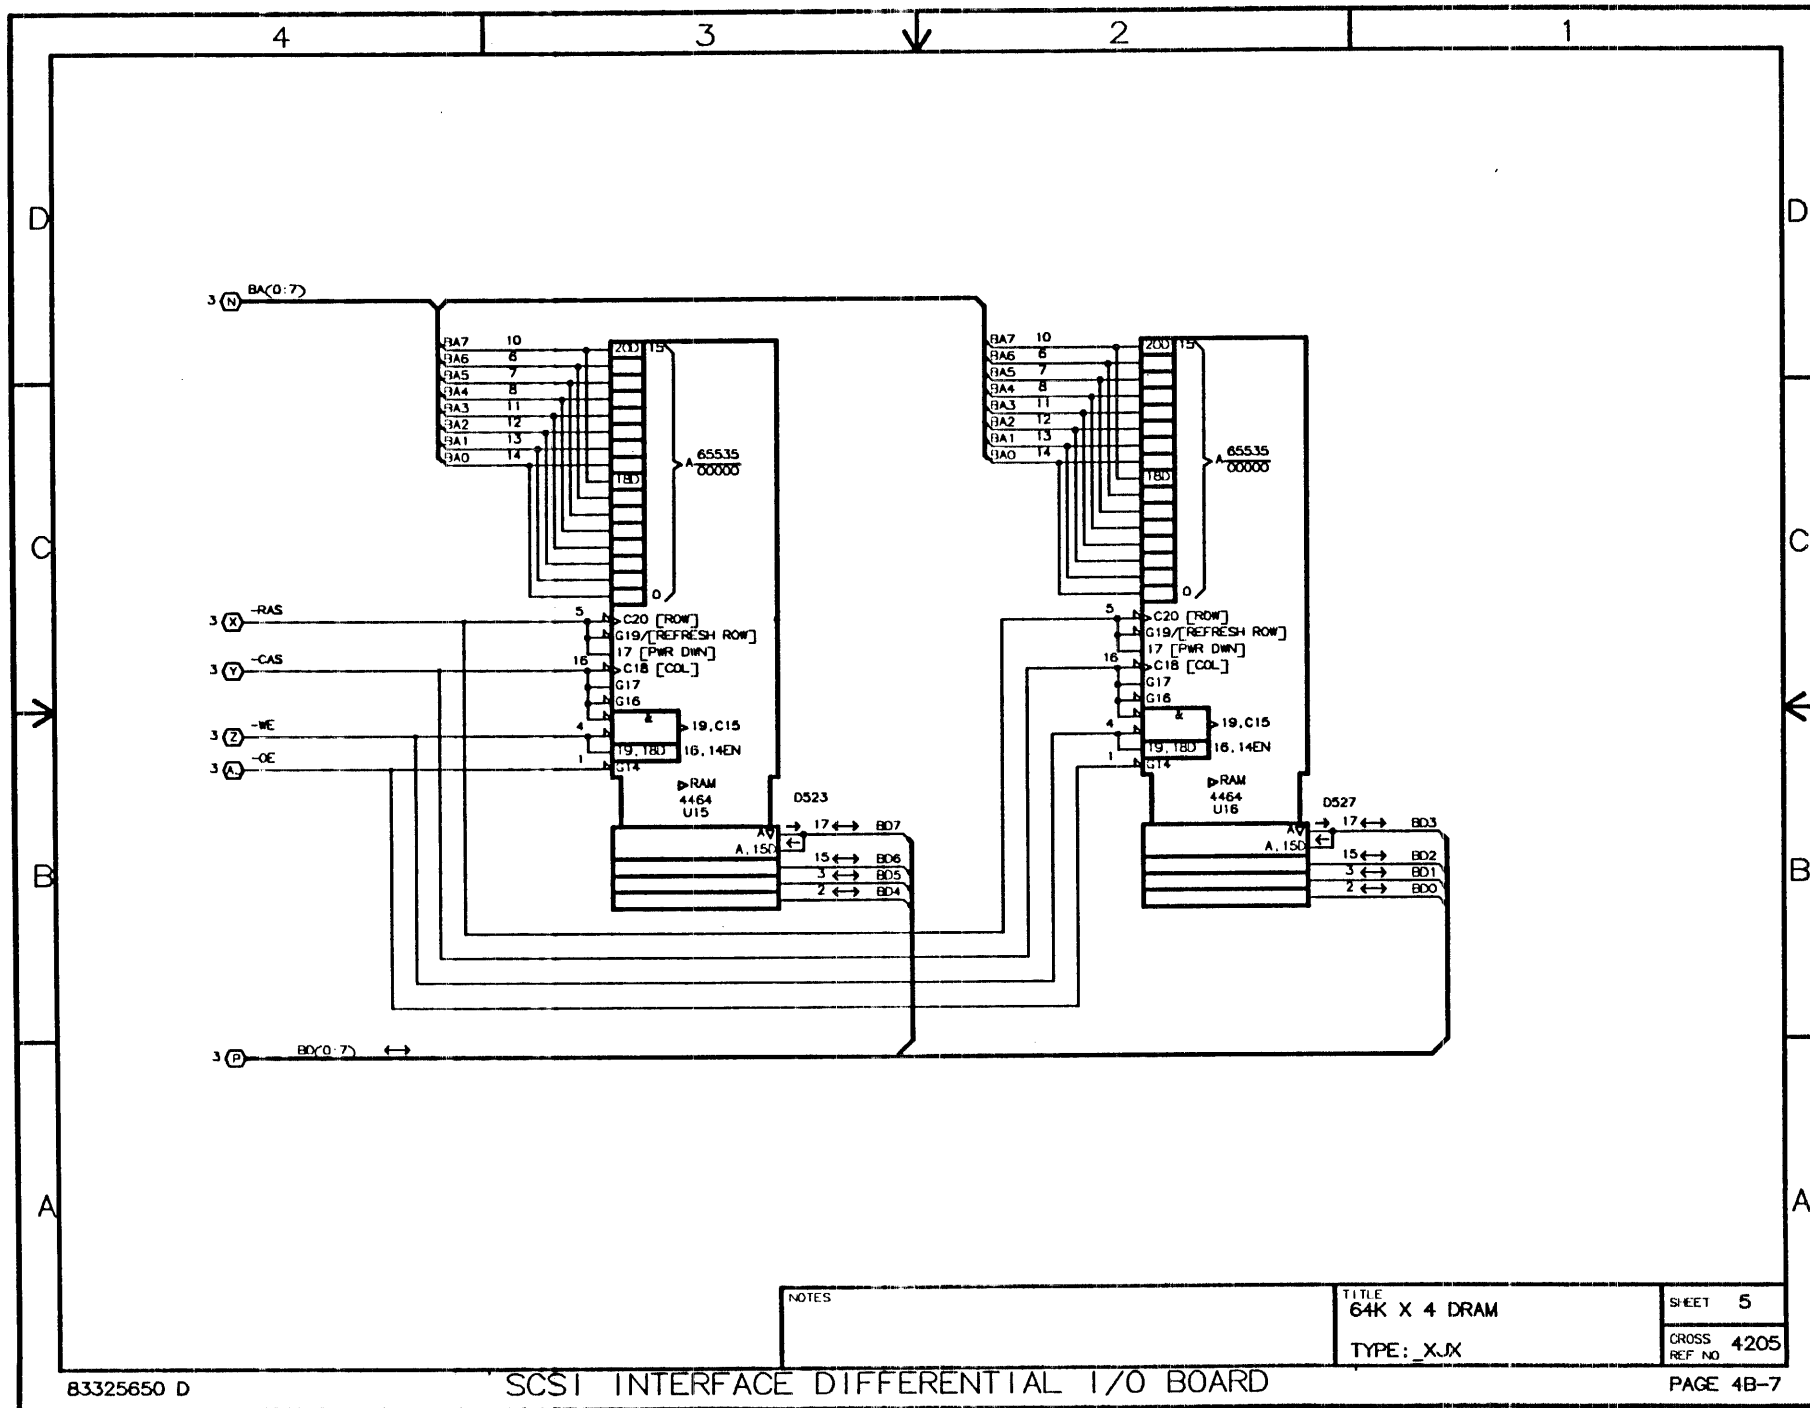 4 3 2 1
D D
3 N BA(0:7)
BA7 10
BA6 6
BA5 7
BA4 8
BA3 11
BA2 12
BA1 13
BA0 14
20D 15
18D
0
A 65535
00000
BA7 10
BA6 6
BA5 7
BA4 8
BA3 11
BA2 12
BA1 13
BA0 14
20D 15
18D
0
A 65535
00000
C C
3 X -RAS
3 Y -CAS
3 Z -WE
3 A -OE
5 C20 [ROW]
G19/[REFRESH ROW]
17 [PWR DWN]
16 C18 [COL]
G17
G16
&
4 19,C15
19,18D 16,14EN
1 G14
RAM
4464
U15
D523
A 17 BD7
A,15D
15 BD6
3 BD5
2 BD4
5 C20 [ROW]
G19/[REFRESH ROW]
17 [PWR DWN]
16 C18 [COL]
G17
G16
&
4 19,C15
19,18D 16,14EN
1 G14
RAM
4464
U16
D527
A 17 BD3
A,15D
15 BD2
3 BD1
2 BD0
B B
3 P BD(0:7)
A A
NOTES
TITLE
64K X 4 DRAM
TYPE:_XJX
SHEET 5
CROSS
REF NO 4205
83325650 D
SCSI INTERFACE DIFFERENTIAL I/O BOARD
PAGE 4B-7